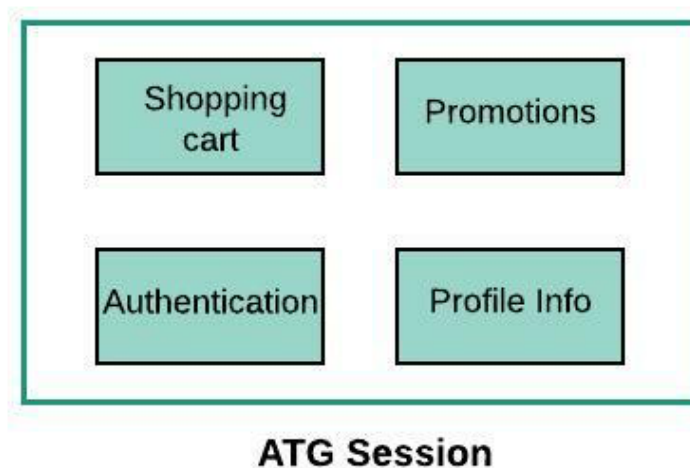 Shopping
cart
Promotions
Authentication
Profile Info
ATG Session